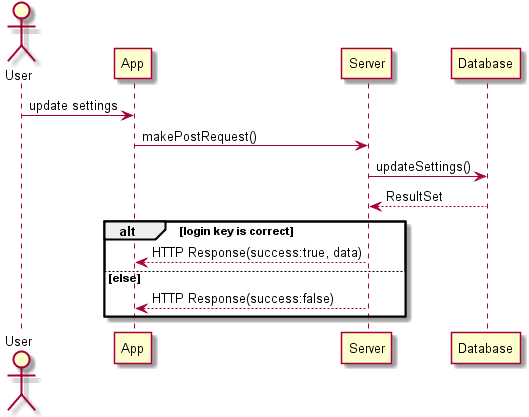 User
App
Server
Database
update settings
makePostRequest()
updateSettings()
ResultSet
alt
[login key is correct]
HTTP Response(success:true, data)
[else]
HTTP Response(success:false)
User
App
Server
Database